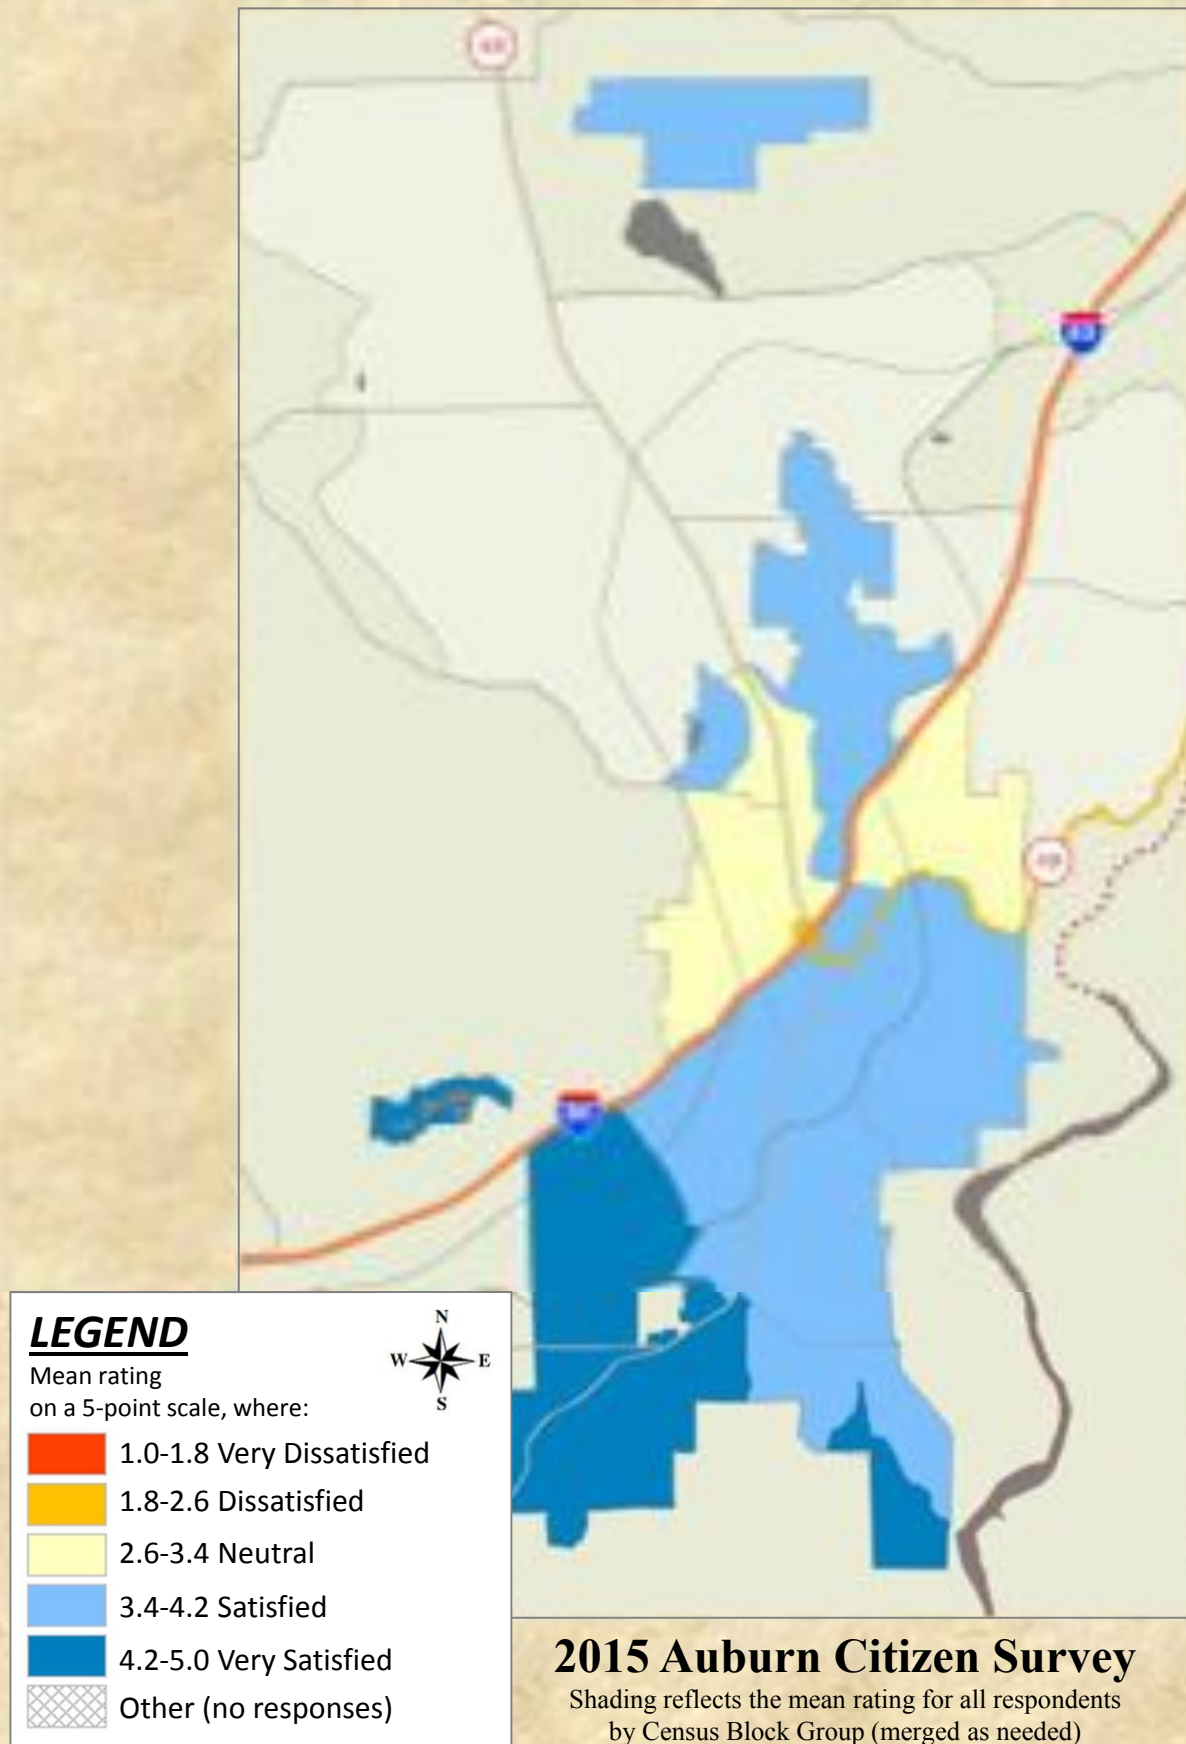 LEGEND
Mean rating
on a 5-point scale, where:
N
W E
S
1.0-1.8 Very Dissatisfied
1.8-2.6 Dissatisfied
2.6-3.4 Neutral
3.4-4.2 Satisfied
4.2-5.0 Very Satisfied
Other (no responses)
2015 Auburn Citizen Survey
Shading reflects the mean rating for all respondents
by Census Block Group (merged as needed)